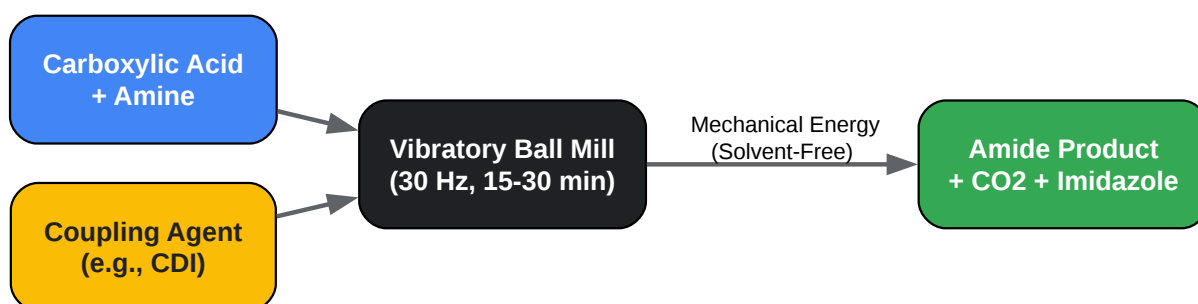 Carboxylic Acid
+ Amine
Coupling Agent
(e.g., CDI)
Vibratory Ball Mill
(30 Hz, 15-30 min)
Mechanical Energy
(Solvent-Free)
Amide Product
+ CO2 + Imidazole